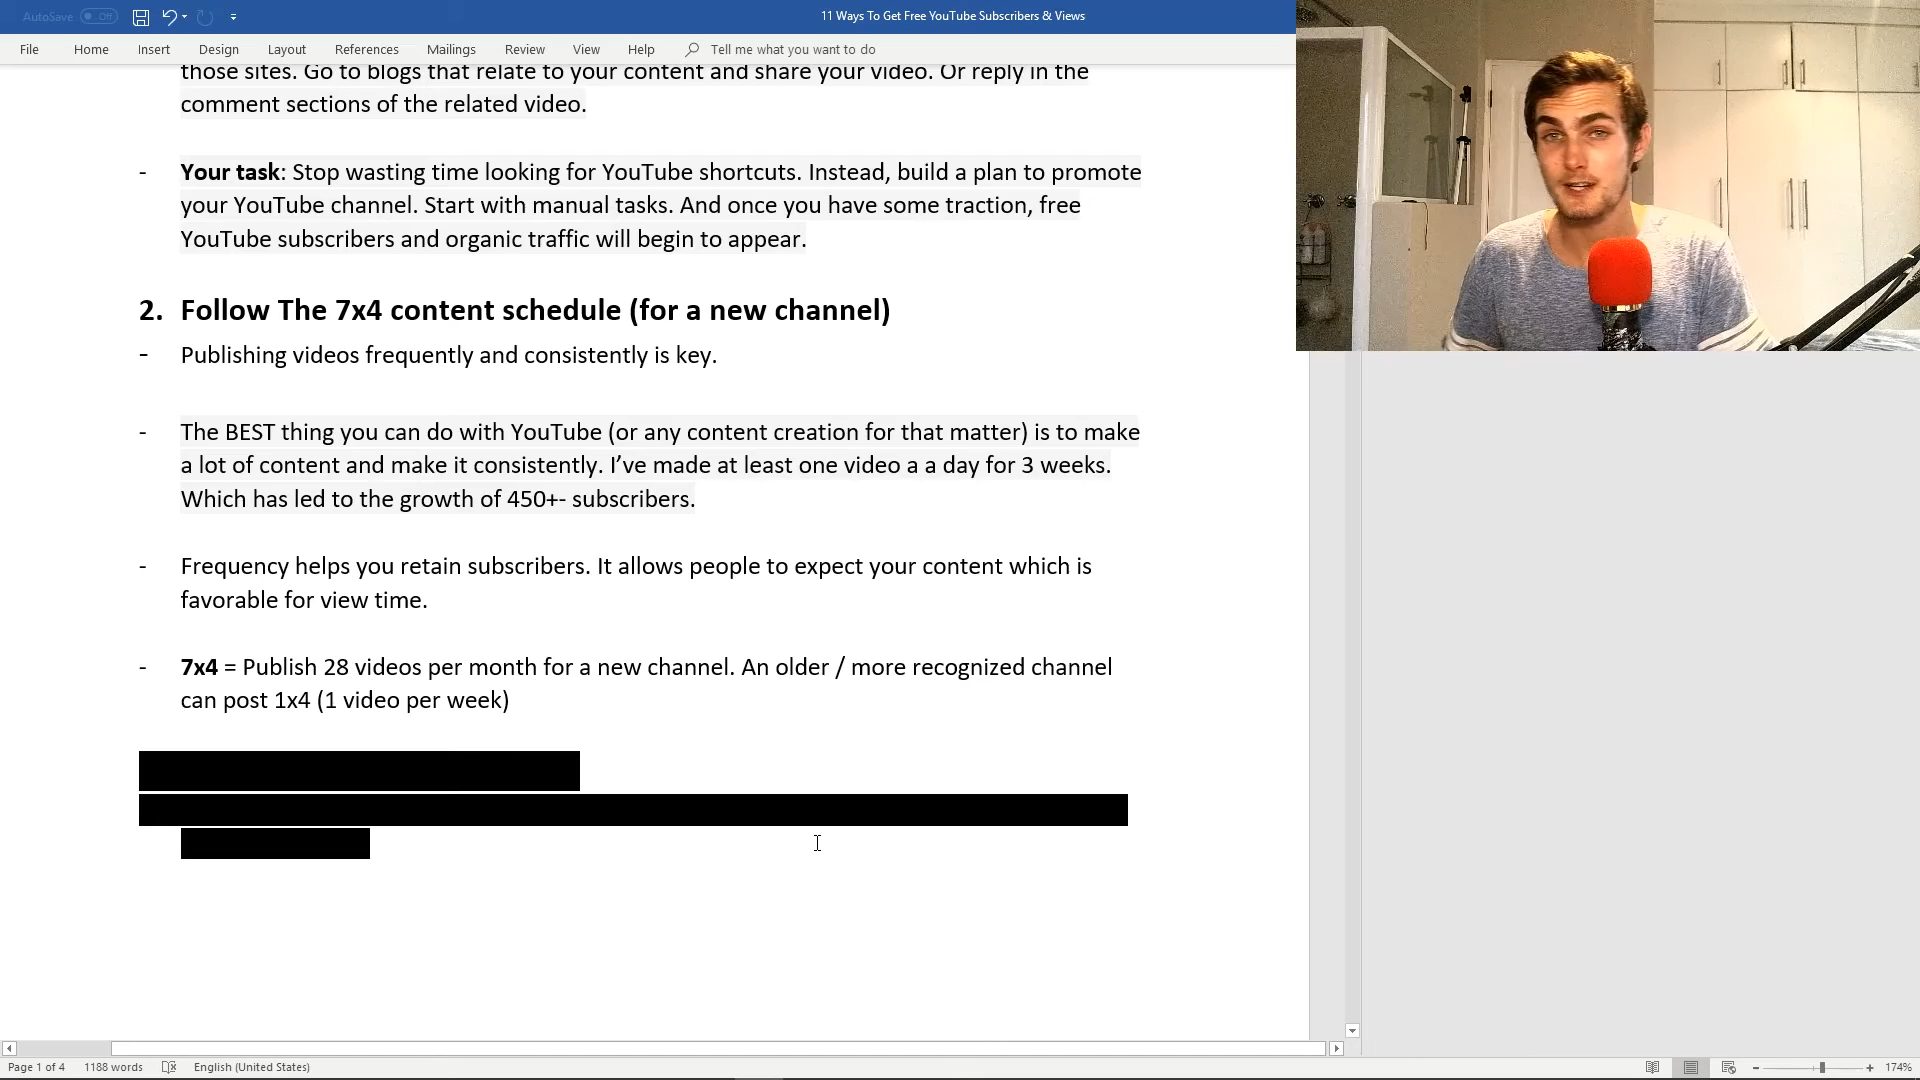 AutoSave Off
11 Ways To Get Free YouTube Subscribers & Views
File Home Insert Design Layout References Mailings Review View Help Tell me what you want to do
those sites. Go to blogs that relate to your content and share your video. Or reply in the
comment sections of the related video.
- Your task: Stop wasting time looking for YouTube shortcuts. Instead, build a plan to promote
your YouTube channel. Start with manual tasks. And once you have some traction, free
YouTube subscribers and organic traffic will begin to appear.
2. Follow The 7x4 content schedule (for a new channel)
- Publishing videos frequently and consistently is key.
- The BEST thing you can do with YouTube (or any content creation for that matter) is to make
a lot of content and make it consistently. I’ve made at least one video a a day for 3 weeks.
Which has led to the growth of 450+- subscribers.
- Frequency helps you retain subscribers. It allows people to expect your content which is
favorable for view time.
- 7x4 = Publish 28 videos per month for a new channel. An older / more recognized channel
can post 1x4 (1 video per week)
Page 1 of 4 1188 words English (United States) 174%